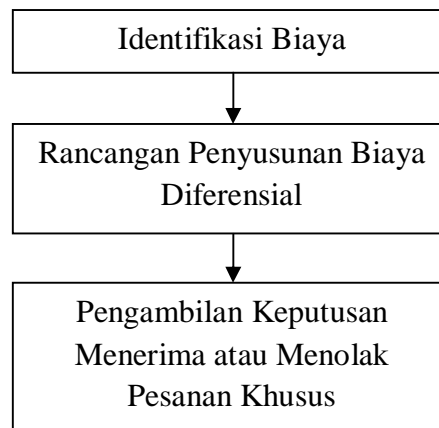 Identifikasi Biaya
Rancangan Penyusunan Biaya
Diferensial
Pengambilan Keputusan
Menerima atau Menolak
Pesanan Khusus